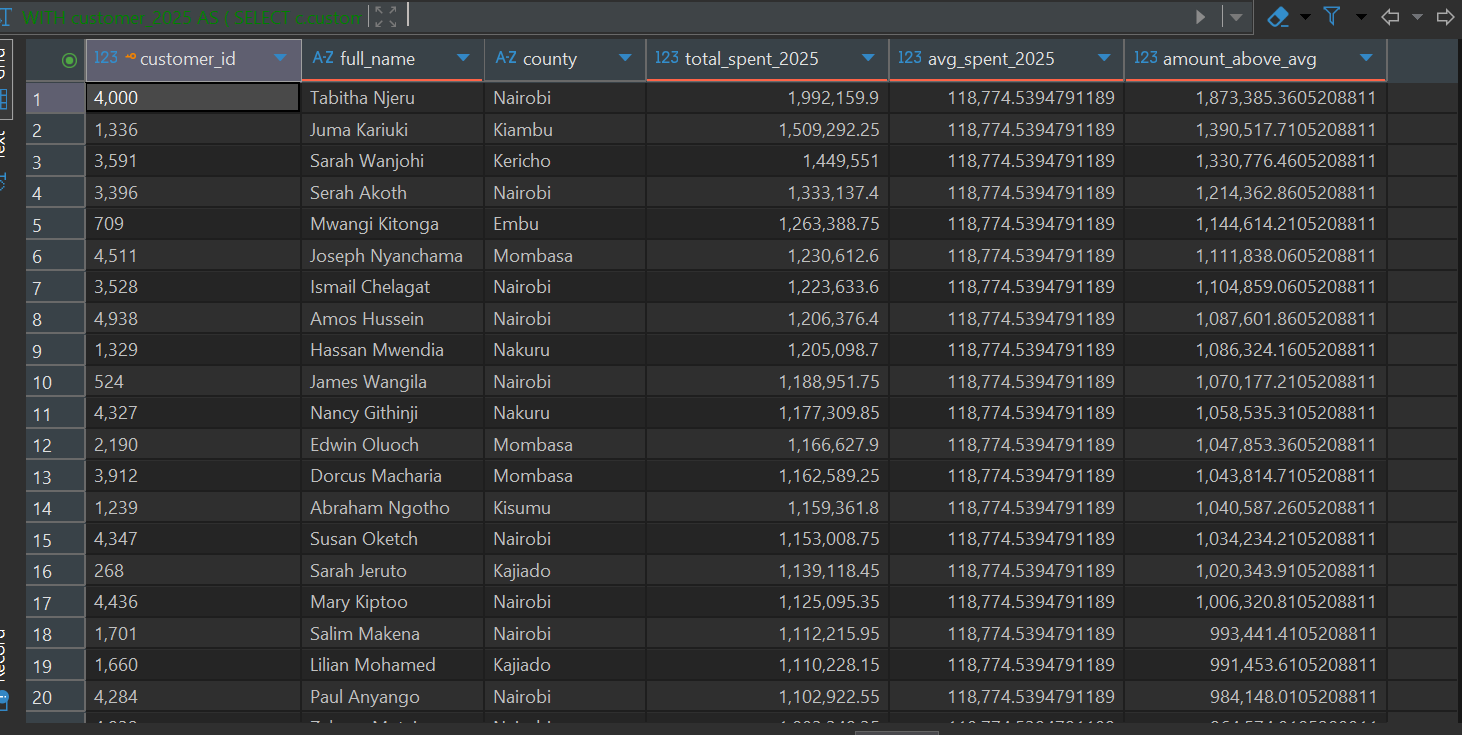 WITH customer_2025 AS ( SELECT c.custom
Grid
123 customer_id A-Z full_name A-Z county 123 total_spent_2025 123 avg_spent_2025 123 amount_above_avg
1 4,000 Tabitha Njeru Nairobi 1,992,159.9 118,774.5394791189 1,873,385.3605208811
2 1,336 Juma Kariuki Kiambu 1,509,292.25 118,774.5394791189 1,390,517.7105208811
Text
3 3,591 Sarah Wanjohi Kericho 1,449,551 118,774.5394791189 1,330,776.4605208811
4 3,396 Serah Akoth Nairobi 1,333,137.4 118,774.5394791189 1,214,362.8605208811
5 709 Mwangi Kitonga Embu 1,263,388.75 118,774.5394791189 1,144,614.2105208811
6 4,511 Joseph Nyanchama Mombasa 1,230,612.6 118,774.5394791189 1,111,838.0605208811
7 3,528 Ismail Chelagat Nairobi 1,223,633.6 118,774.5394791189 1,104,859.0605208811
8 4,938 Amos Hussein Nairobi 1,206,376.4 118,774.5394791189 1,087,601.8605208811
9 1,329 Hassan Mwendia Nakuru 1,205,098.7 118,774.5394791189 1,086,324.1605208811
10 524 James Wangila Nairobi 1,188,951.75 118,774.5394791189 1,070,177.2105208811
11 4,327 Nancy Githinji Nakuru 1,177,309.85 118,774.5394791189 1,058,535.3105208811
12 2,190 Edwin Oluoch Mombasa 1,166,627.9 118,774.5394791189 1,047,853.3605208811
13 3,912 Dorcus Macharia Mombasa 1,162,589.25 118,774.5394791189 1,043,814.7105208811
14 1,239 Abraham Ngotho Kisumu 1,159,361.8 118,774.5394791189 1,040,587.2605208811
15 4,347 Susan Oketch Nairobi 1,153,008.75 118,774.5394791189 1,034,234.2105208811
16 268 Sarah Jeruto Kajiado 1,139,118.45 118,774.5394791189 1,020,343.9105208811
17 4,436 Mary Kiptoo Nairobi 1,125,095.35 118,774.5394791189 1,006,320.8105208811
18 1,701 Salim Makena Nairobi 1,112,215.95 118,774.5394791189 993,441.4105208811
Record
19 1,660 Lilian Mohamed Kajiado 1,110,228.15 118,774.5394791189 991,453.6105208811
20 4,284 Paul Anyango Nairobi 1,102,922.55 118,774.5394791189 984,148.0105208811